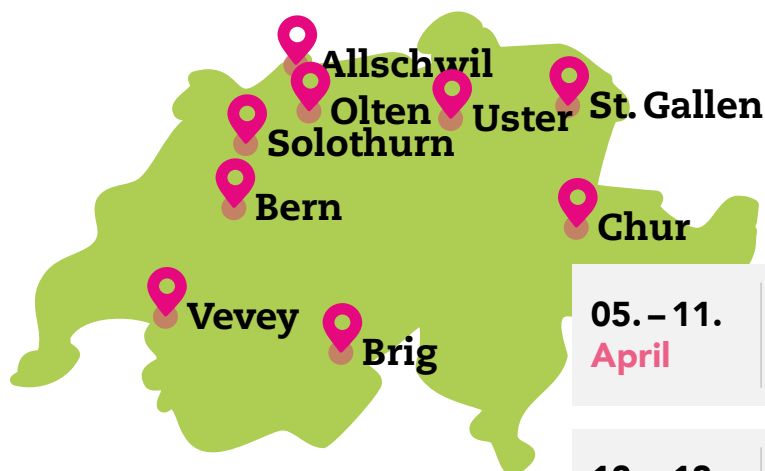 Allschwil
Olten
Uster
St. Gallen
Solothurn
Bern
Chur
Vevey
Brig
05. – 11.
April